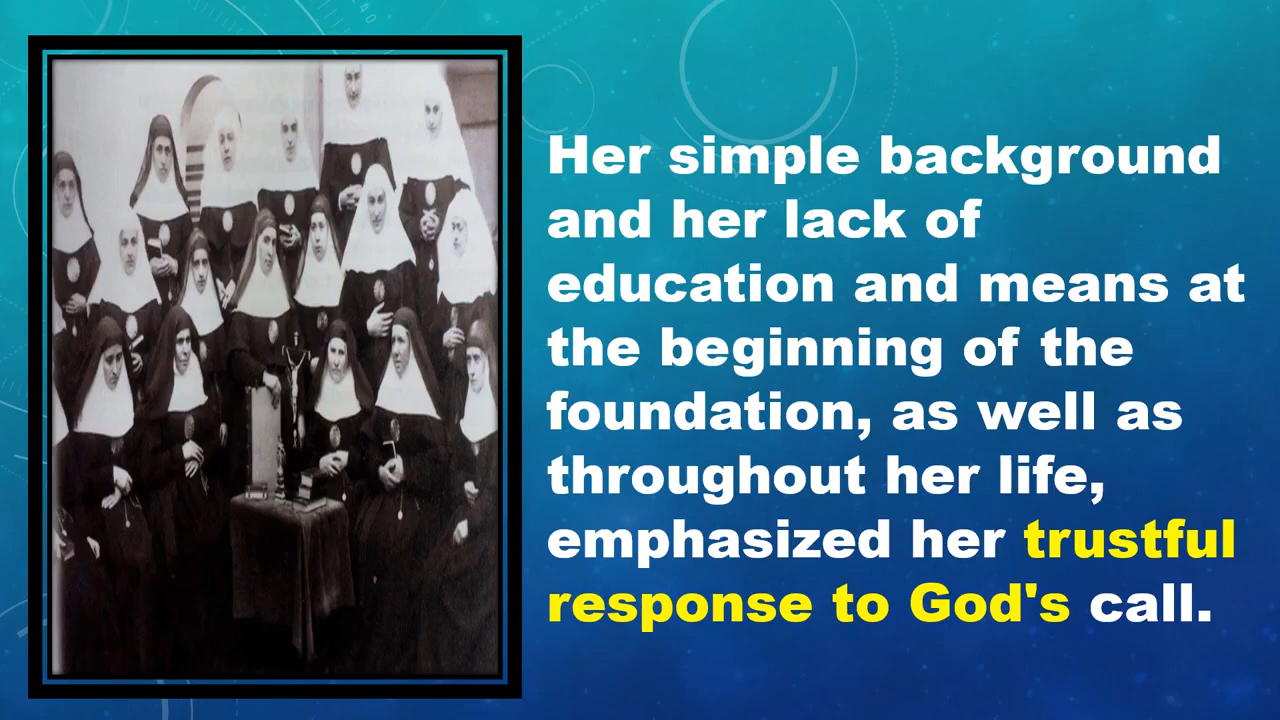 Her simple background
and her lack of
education and means at
the beginning of the
foundation, as well as
throughout her life,
emphasized her trustful
response to God's call.